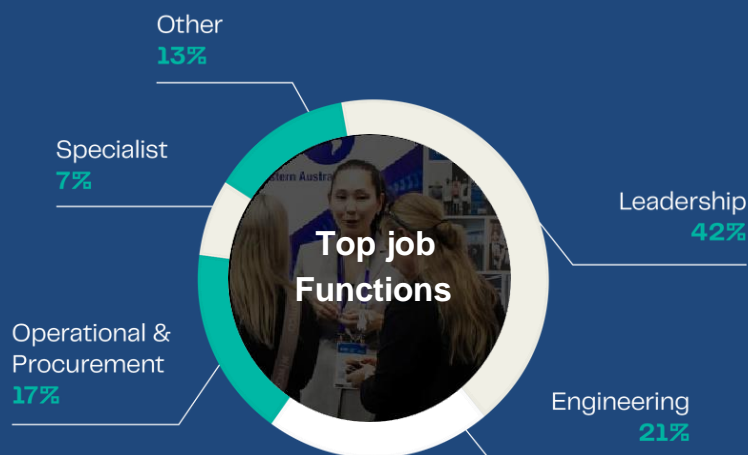 Other
13%
Specialist
7%
Leadership
42%
Top job
Functions
Operational &
Procurement
17%
Engineering
21%